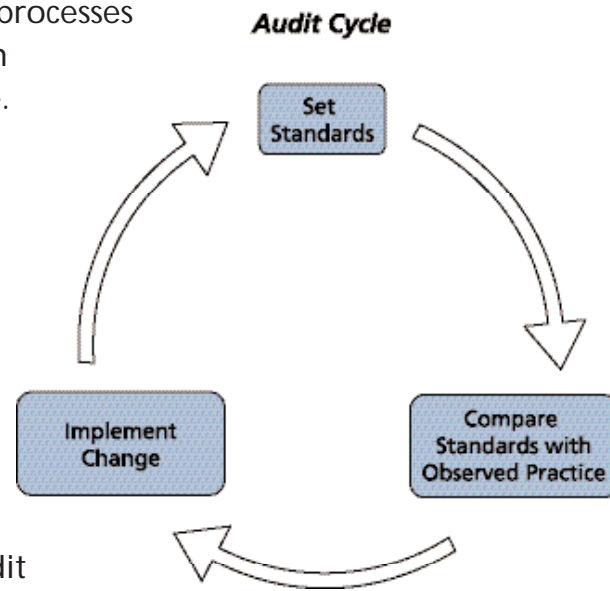 processes
Audit Cycle
Set
Standards
Compare
Standards with
Observed Practice
Implement
Change